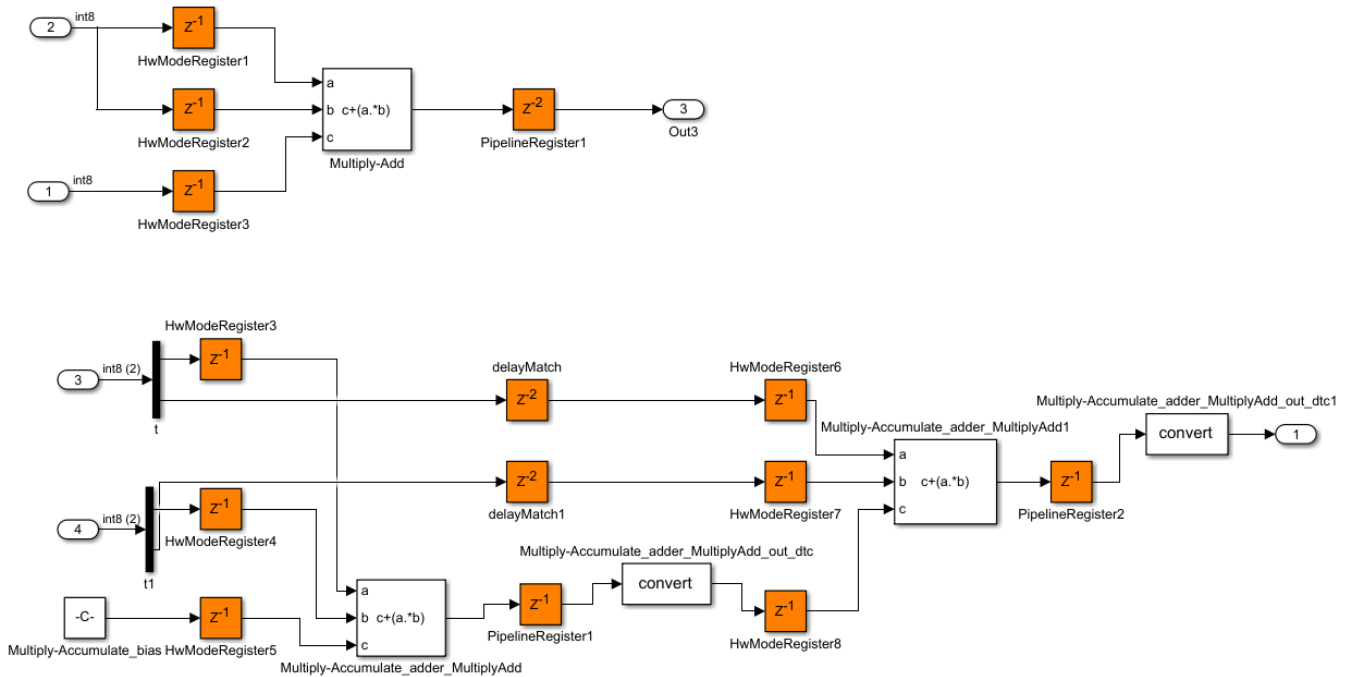 2
int8
z-1
HwModeRegister1
z-1
HwModeRegister2
1
int8
z-1
HwModeRegister3
a
b
c
c+(a.*b)
Multiply-Add
z-2
PipelineRegister1
3
Out3
HwModeRegister3
z-1
3
int8 (2)
t
delayMatch
z-2
HwModeRegister6
z-1
4
int8 (2)
t1
z-1
HwModeRegister4
z-2
delayMatch1
z-1
HwModeRegister7
-C-
Multiply-Accumulate_bias
z-1
HwModeRegister5
a
b
c
c+(a.*b)
Multiply-Accumulate_adder_MultiplyAdd
z-1
PipelineRegister1
Multiply-Accumulate_adder_MultiplyAdd_out_dtc
convert
z-1
HwModeRegister8
Multiply-Accumulate_adder_MultiplyAdd1
a
b
c
c+(a.*b)
z-1
PipelineRegister2
Multiply-Accumulate_adder_MultiplyAdd_out_dtc1
convert
1